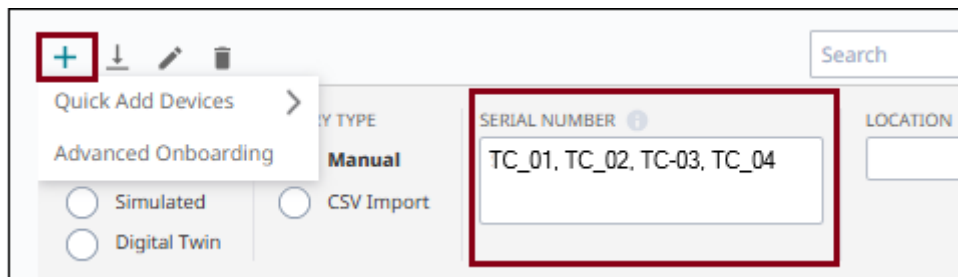 Search
Quick Add Devices
Y TYPE
SERIAL NUMBER
LOCATION
Advanced Onboarding
Manual
TC_01, TC_02, TC-03, TC_04
Simulated
CSV Import
Digital Twin